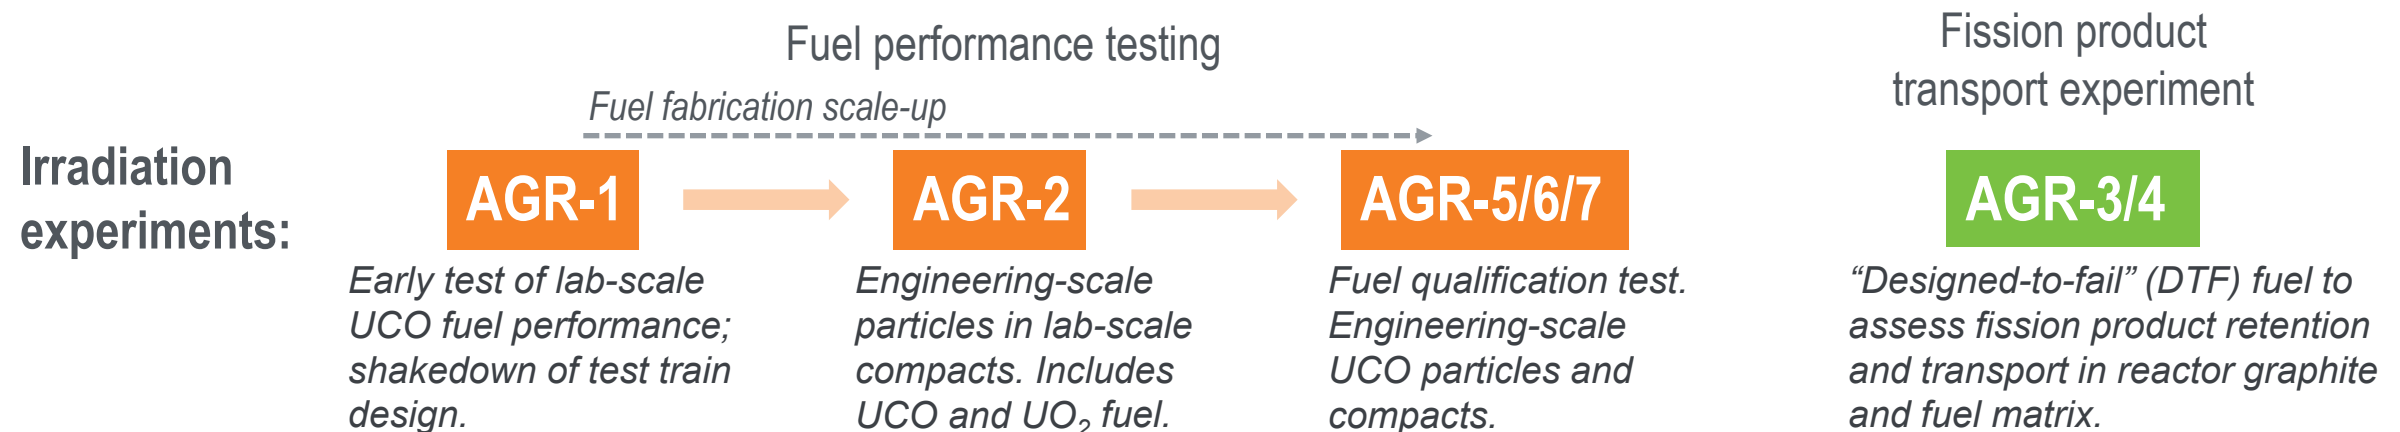 Fuel performance testing
Fission product
transport experiment
Fuel fabrication scale-up
Irradiation
experiments:
AGR-1
AGR-2
AGR-5/6/7
AGR-3/4
Early test of lab-scale
UCO fuel performance;
shakedown of test train
design.
Engineering-scale
particles in lab-scale
compacts. Includes
UCO and UO₂ fuel.
Fuel qualification test.
Engineering-scale
UCO particles and
compacts.
“Designed-to-fail” (DTF) fuel to
assess fission product retention
and transport in reactor graphite
and fuel matrix.